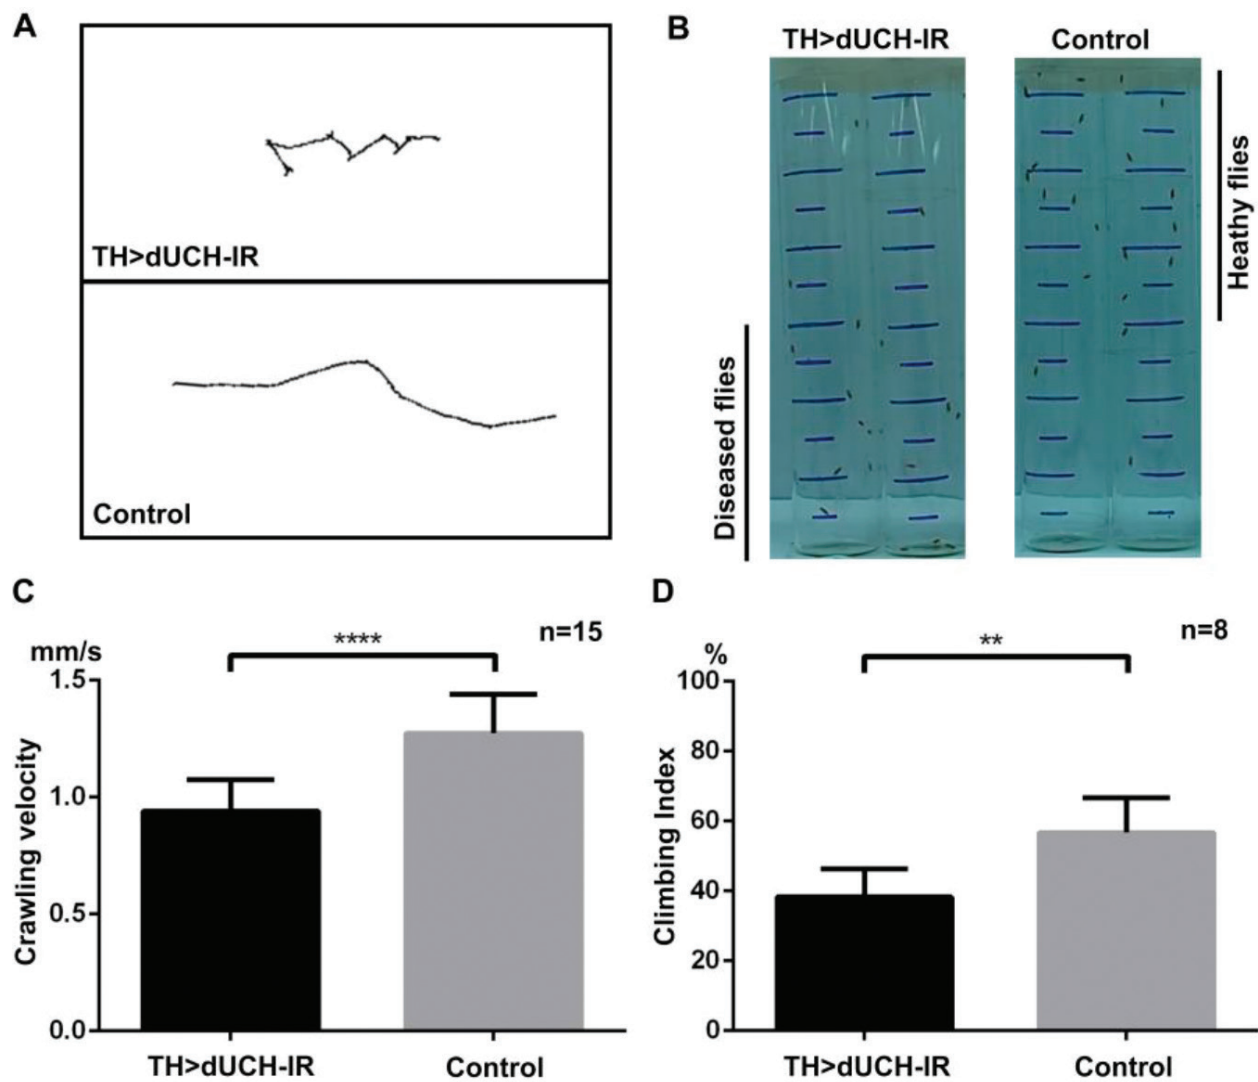 A
TH>dUCH-IR
Control
B
TH>dUCH-IR
Control
Heathy flies
Diseased flies
C
mm/s
****
n=15
1.5
1.0
0.5
0.0
Crawling velocity
TH>dUCH-IR
Control
D
%
**
n=8
100
80
60
40
20
0
Climbing Index
TH>dUCH-IR
Control